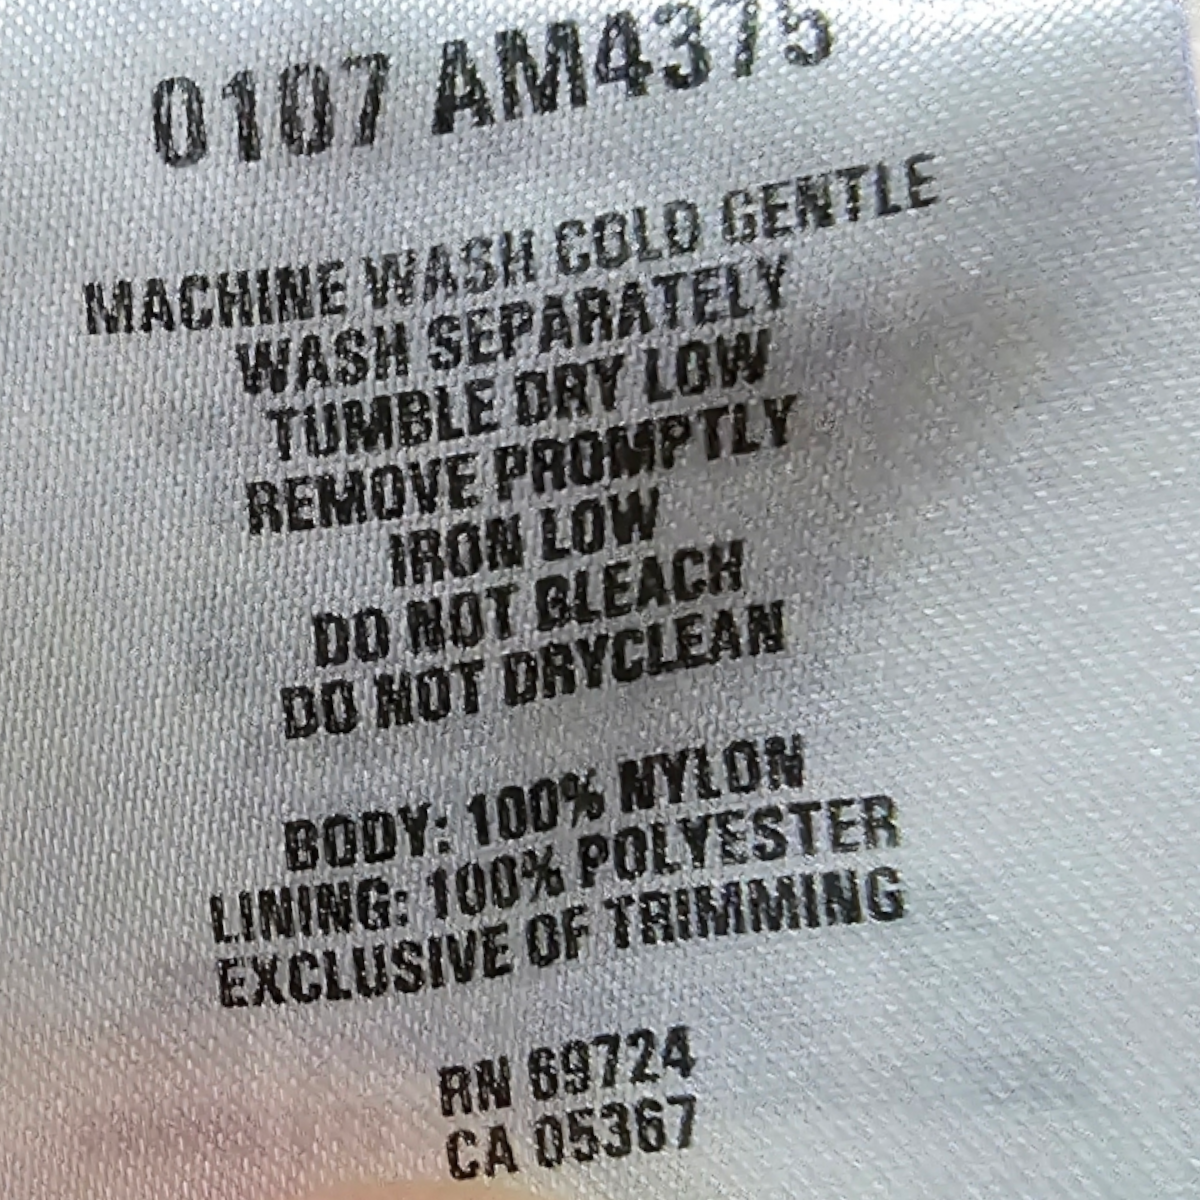 0107 AM4375
MACHINE WASH COLD GENTLE
WASH SEPARATELY
TUMBLE DRY LOW
REMOVE PROMPTLY
IRON LOW
DO NOT BLEACH
DO NOT DRYCLEAN
BODY: 100% NYLON
LINING: 100% POLYESTER
EXCLUSIVE OF TRIMMING
RN 69724
CA 05367